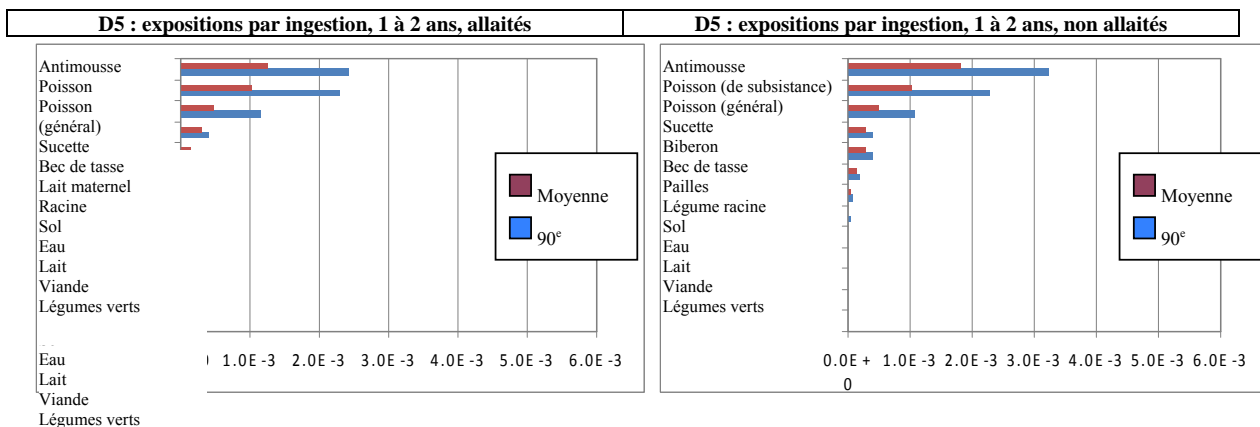 D5 : expositions par ingestion, 1 à 2 ans, allaités
Antimousse
Poisson
Poisson
(général)
Sucette
Bec de tasse
Lait maternel
Racine
Sol
Eau
Lait
Viande
Légumes verts
Eau
Lait
Viande
Légumes verts
1.0E -3 2.0E -3 3.0E -3 4.0E -3 5.0E -3 6.0E -3
Moyenne
90e
D5 : expositions par ingestion, 1 à 2 ans, non allaités
Antimousse
Poisson (de subsistance)
Poisson (général)
Sucette
Biberon
Bec de tasse
Pailles
Légume racine
Sol
Eau
Lait
Viande
Légumes verts
0.0E + 1.0E -3 2.0E -3 3.0E -3 4.0E -3 5.0E -3 6.0E -3
0
Moyenne
90e